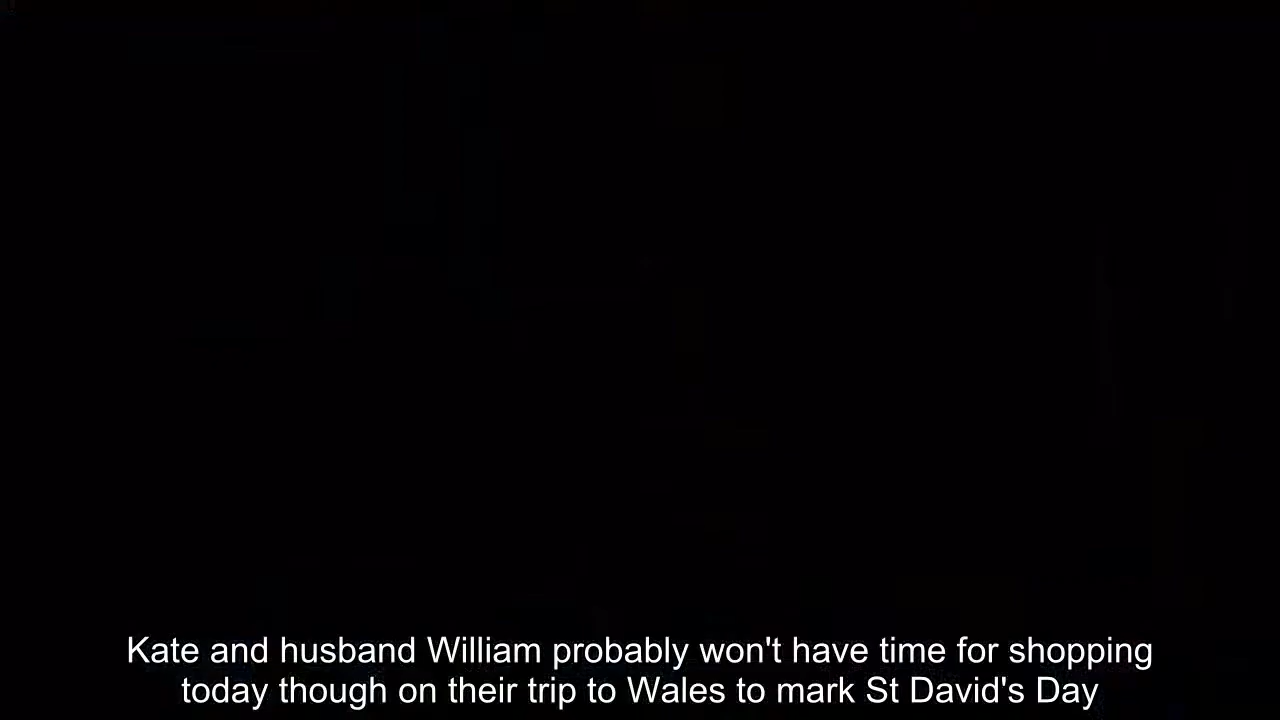 Kate and husband William probably won't have time for shopping
today though on their trip to Wales to mark St David's Day